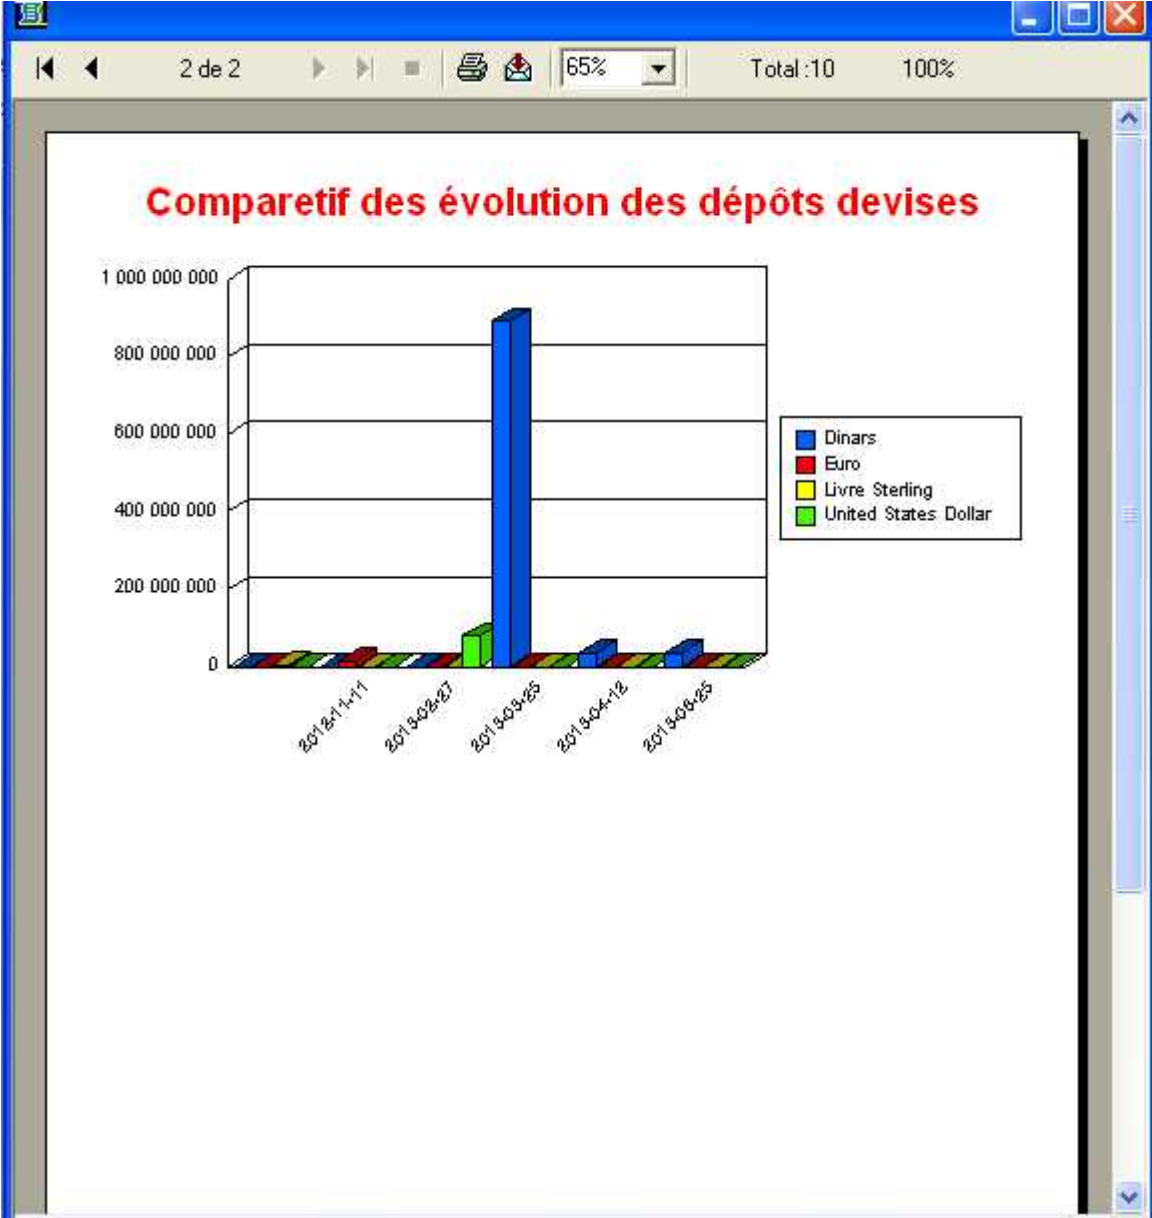 2 de 2 65% Total :10 100%
Comparetif des évolution des dépôts devises
1 000 000 000
800 000 000
600 000 000
400 000 000
200 000 000
0
Dinars
Euro
Livre Sterling
United States Dollar
2012-11-11 2013-02-27 2013-03-25 2013-04-12 2013-06-25